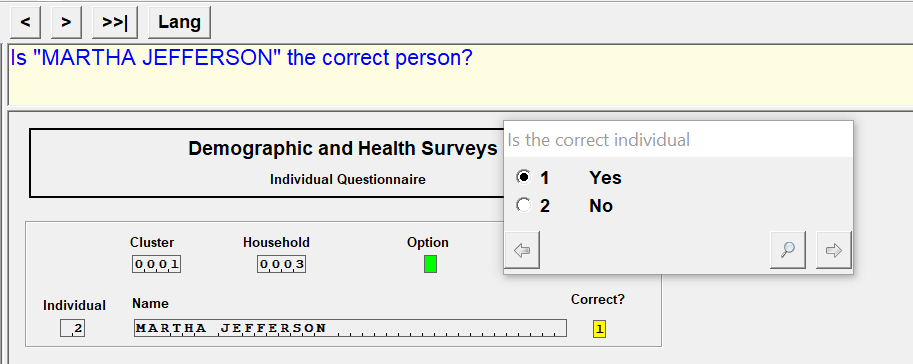 < > >>| Lang
Is "MARTHA JEFFERSON" the correct person?
Demographic and Health Surveys
Individual Questionnaire
Is the correct individual
1 Yes
2 No
Cluster Household Option
0001 0003
Individual Name Correct?
2 MARTHA JEFFERSON 1